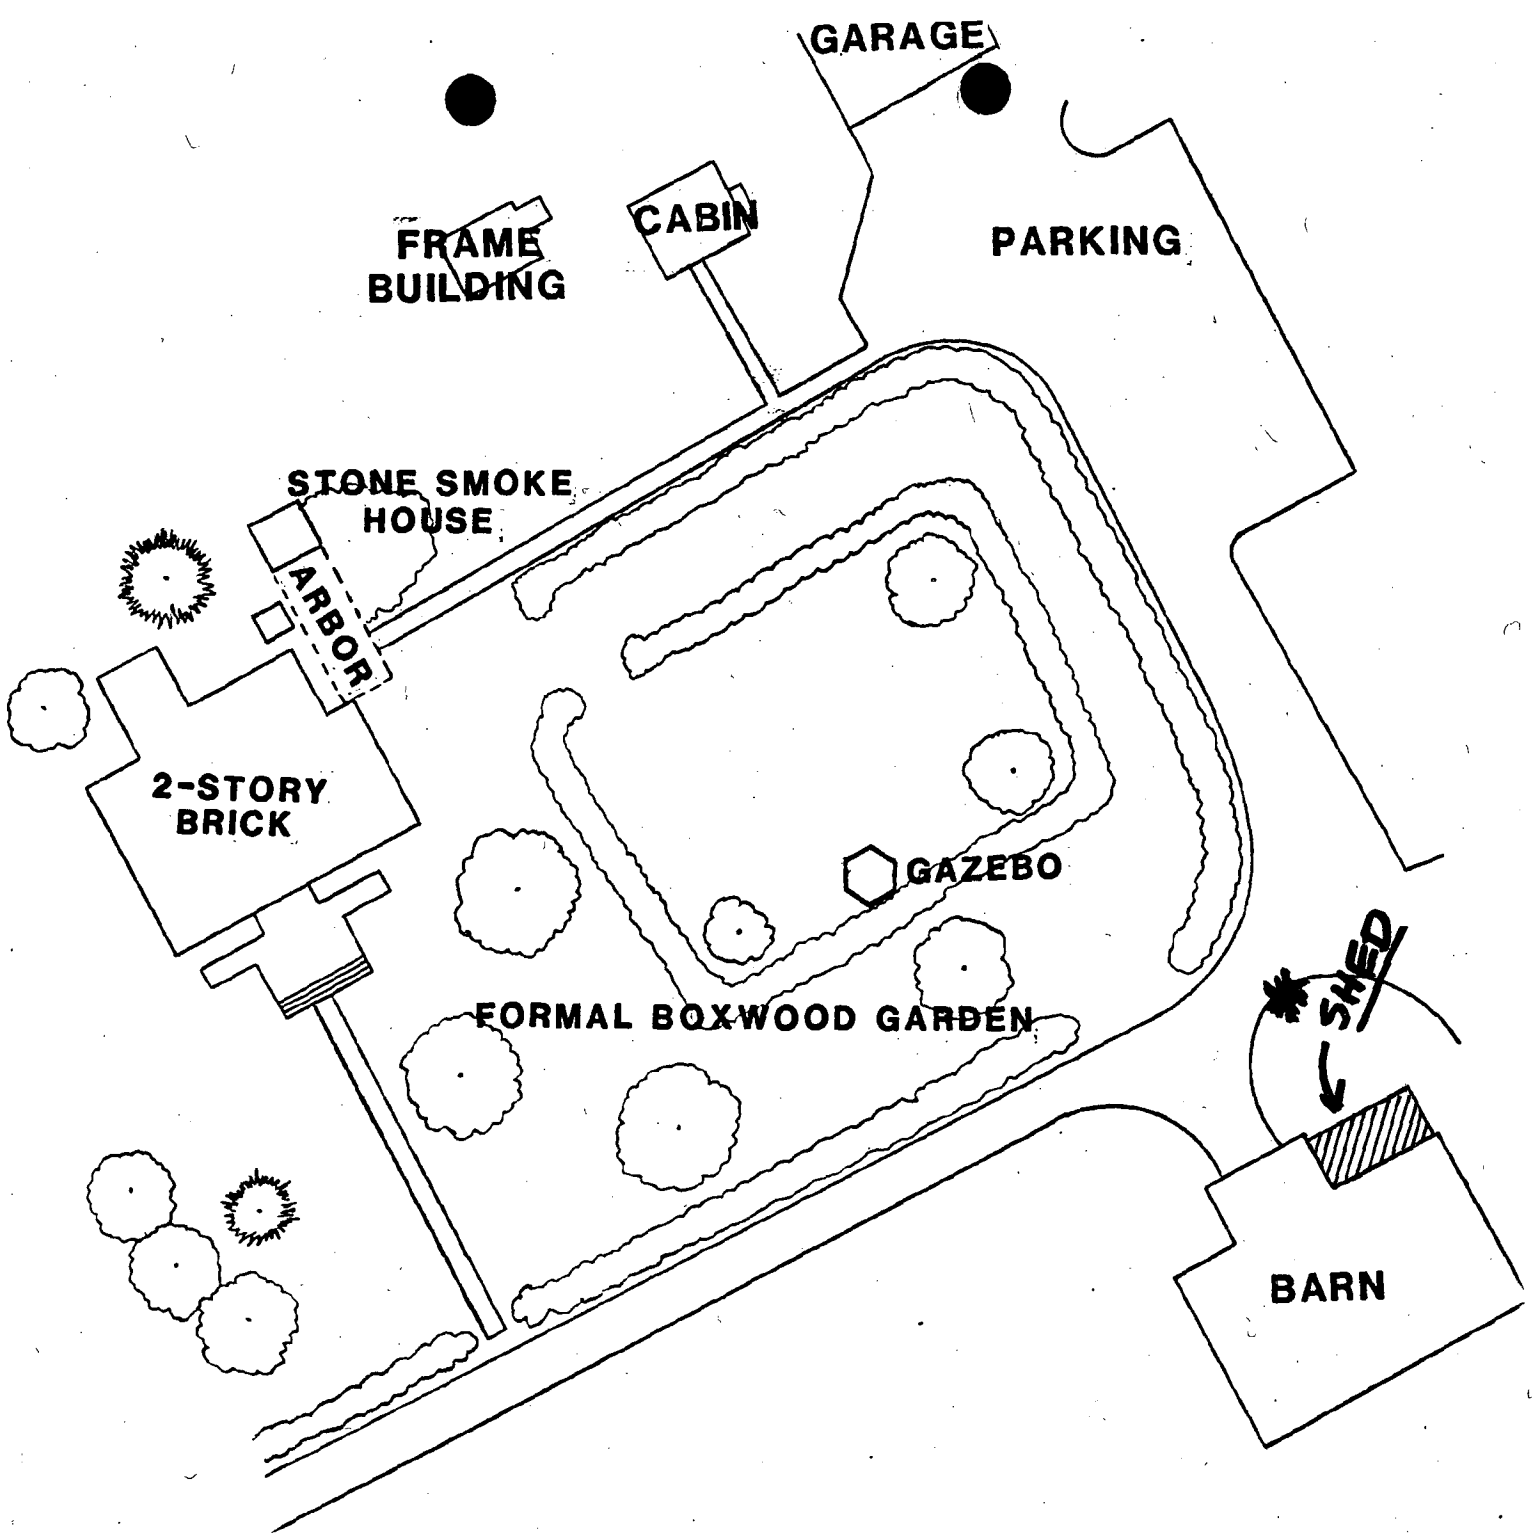 GARAGE
PARKING
CABIN
FRAME
BUILDING
STONE SMOKE
HOUSE
ARBOR
2-STORY
BRICK
GAZEBO
FORMAL BOXWOOD GARDEN
* SHED
BARN